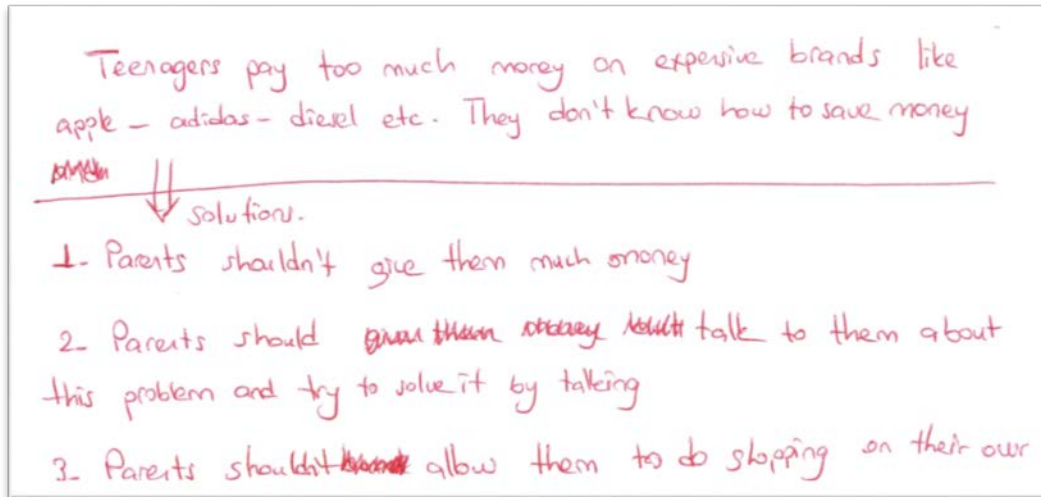 Teenagers pay too much money on expensive brands like
apple - adidas - diesel etc. They don't know how to save money
solutions.
1- Parents shouldn't give them much money
2- Parents should talk to them about
this problem and try to solve it by talking
3- Parents shouldn't allow them to do shopping on their own